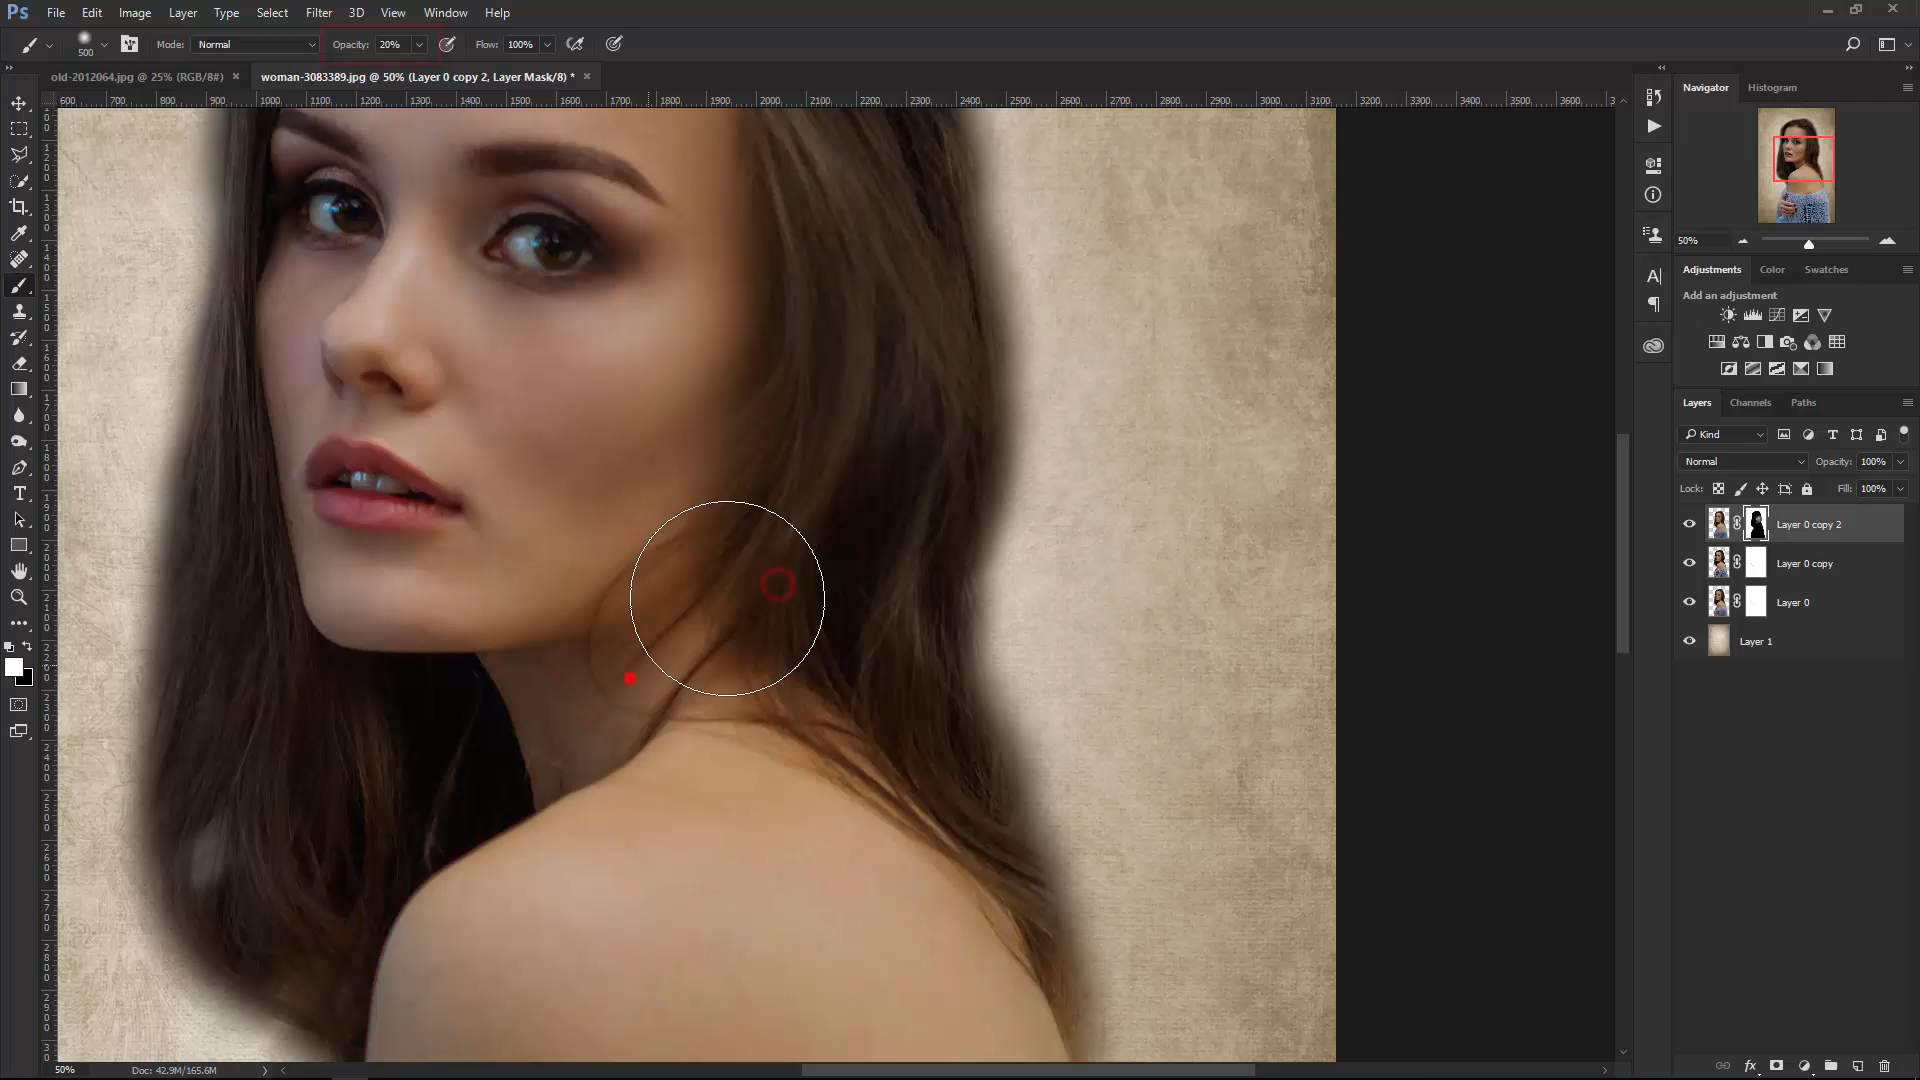 Ps File Edit Image Layer Type Select Filter 3D View Window Help
500 Mode: Normal Opacity: 20% Flow: 100%
old-2012064.jpg @ 25% (RGB/8#) × woman-3083389.jpg @ 50% (Layer 0 copy 2, Layer Mask/8) * ×
600 700 800 900 1000 1100 1200 1300 1400 1500 1600 1700 1800 1900 2000 2100 2200 2300 2400 2500 2600 2700 2800 2900 3000 3100 3200 3300 3400 3500 3600
Navigator Histogram
50%
Adjustments Color Swatches
Add an adjustment
Layers Channels Paths
Kind
Normal Opacity: 100%
Lock: Fill: 100%
Layer 0 copy 2
Layer 0 copy
Layer 0
Layer 1
50% Doc: 42.9M/165.6M